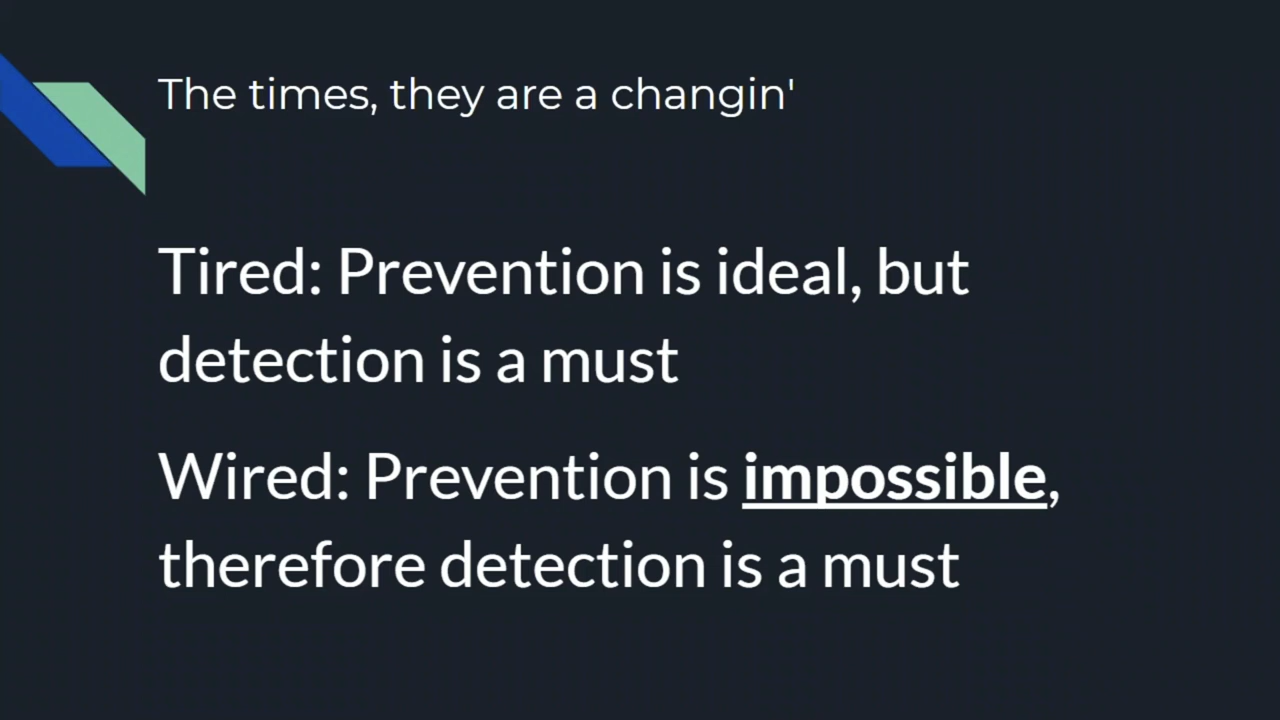 The times, they are a changin'
Tired: Prevention is ideal, but
detection is a must
Wired: Prevention is impossible,
therefore detection is a must